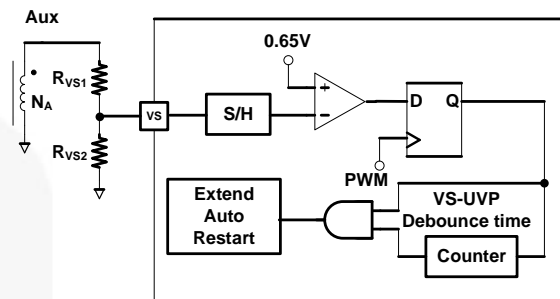 Aux
0.65V
RVS1
NA
VS
S/H
+
−
D Q
RVS2
PWM
Extend
Auto
Restart
VS-UVP
Debounce time
Counter